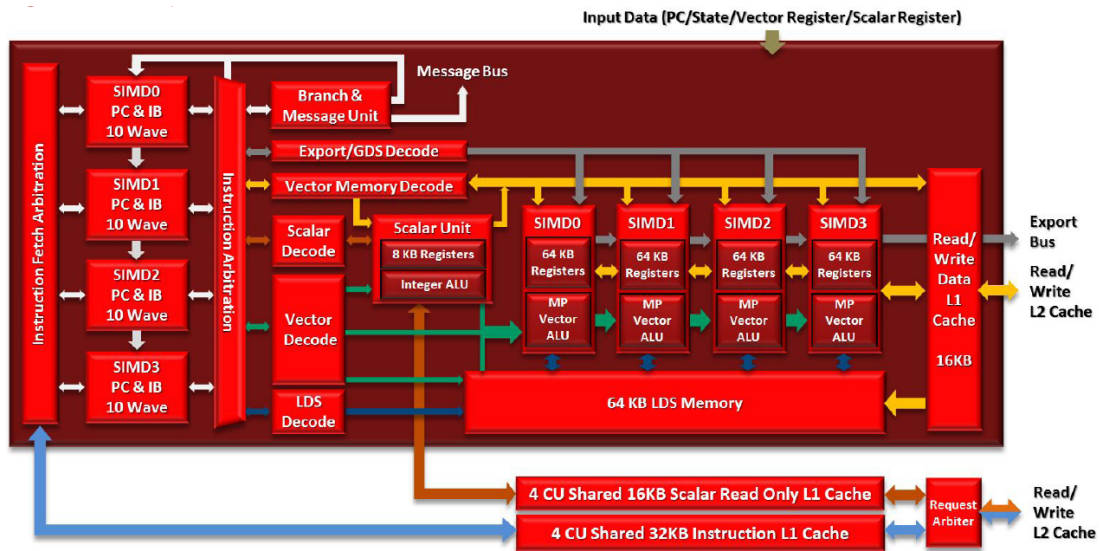 Input Data (PC/State/Vector Register/Scalar Register)
Instruction Fetch Arbitration
SIMD0
PC & IB
10 Wave
SIMD1
PC & IB
10 Wave
SIMD2
PC & IB
10 Wave
SIMD3
PC & IB
10 Wave
Instruction Arbitration
Branch &
Message Unit
Message Bus
Export/GDS Decode
Vector Memory Decode
Scalar
Decode
Scalar Unit
8 KB Registers
Integer ALU
Vector
Decode
LDS
Decode
SIMD0
64 KB
Registers
MP
Vector
ALU
SIMD1
64 KB
Registers
MP
Vector
ALU
SIMD2
64 KB
Registers
MP
Vector
ALU
SIMD3
64 KB
Registers
MP
Vector
ALU
64 KB LDS Memory
Read/
Write
Data
L1
Cache
16KB
Export
Bus
Read/
Write
L2 Cache
4 CU Shared 16KB Scalar Read Only L1 Cache
4 CU Shared 32KB Instruction L1 Cache
Request
Arbiter
Read/
Write
L2 Cache